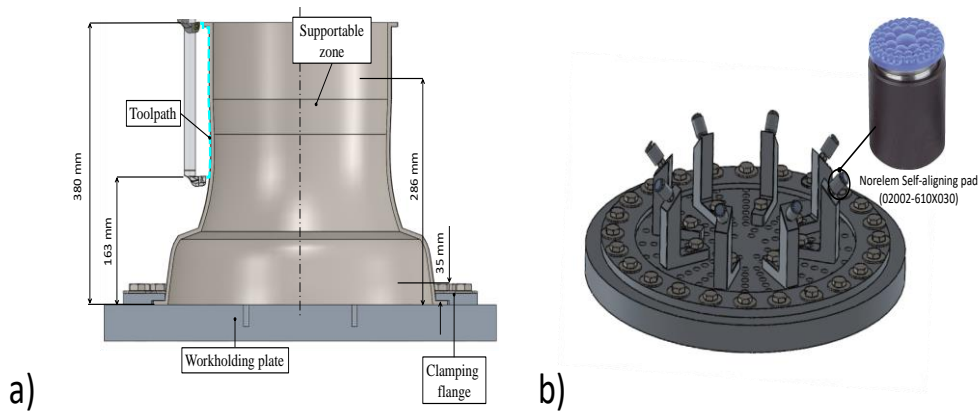 Supportable
zone
Toolpath
380 mm
163 mm
286 mm
35 mm
Workholding plate
Clamping
flange
a)
Norelem Self-aligning pad
(02002-610X030)
b)